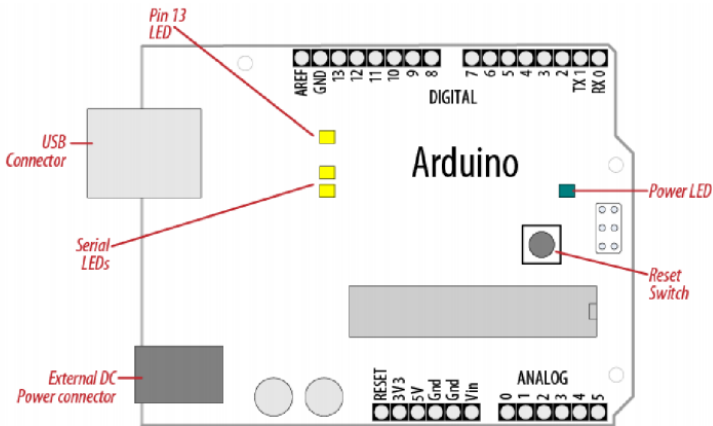 Pin 13
LED
AREF
GND
13
12
11
10
9
8
7
6
5
4
3
2
TX 1
RX 0
DIGITAL
USB
Connector
Arduino
Power LED
Serial
LEDs
Reset
Switch
External DC
Power connector
RESET
3V3
5V
Gnd
Gnd
Vin
ANALOG
0
1
2
3
4
5